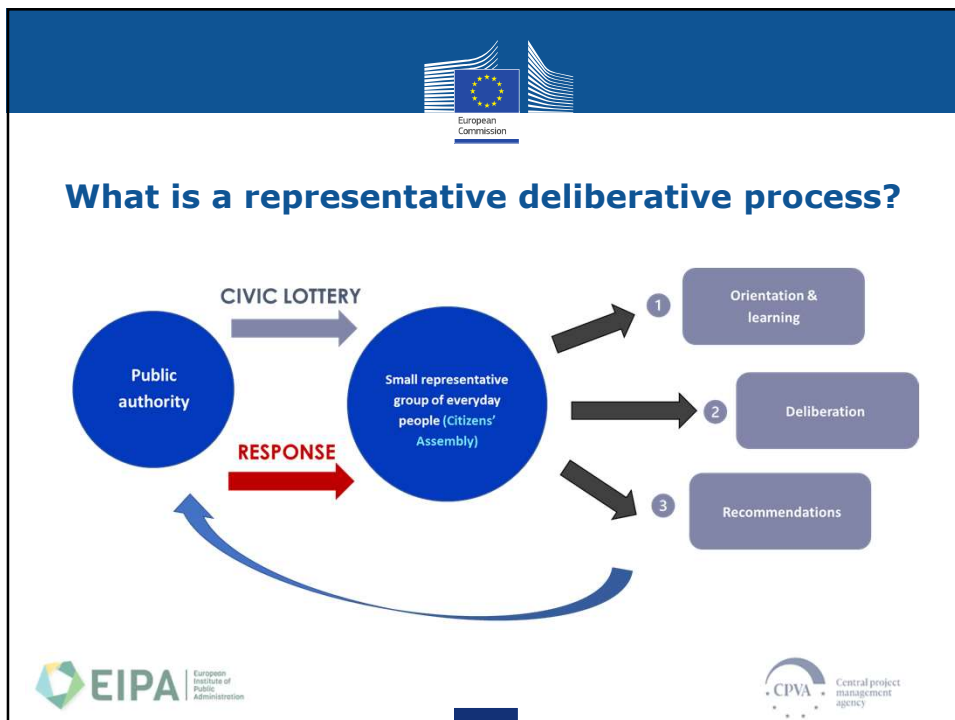 European
Commission
What is a representative deliberative process?
CIVIC LOTTERY
Public
authority
RESPONSE
Small representative
group of everyday
people (Citizens'
Assembly)
1
Orientation &
learning
2
Deliberation
3
Recommendations
EIPA
European
Institute of
Public
Administration
CPVA
Central project
management
agency